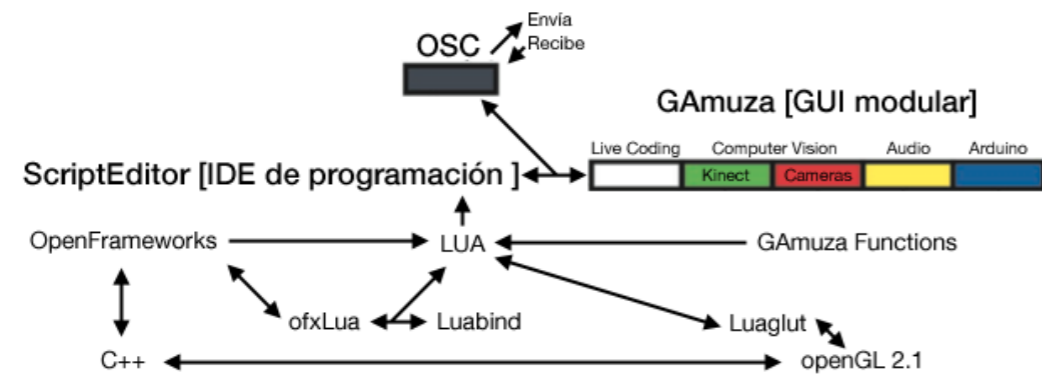 Envía
OSC
Recibe
GAmuza [GUI modular]
Live Coding Computer Vision Audio Arduino
ScriptEditor [IDE de programación ]
Kinect Cameras
OpenFrameworks LUA GAmuza Functions
ofxLua Luabind Luaglut
C++ openGL 2.1